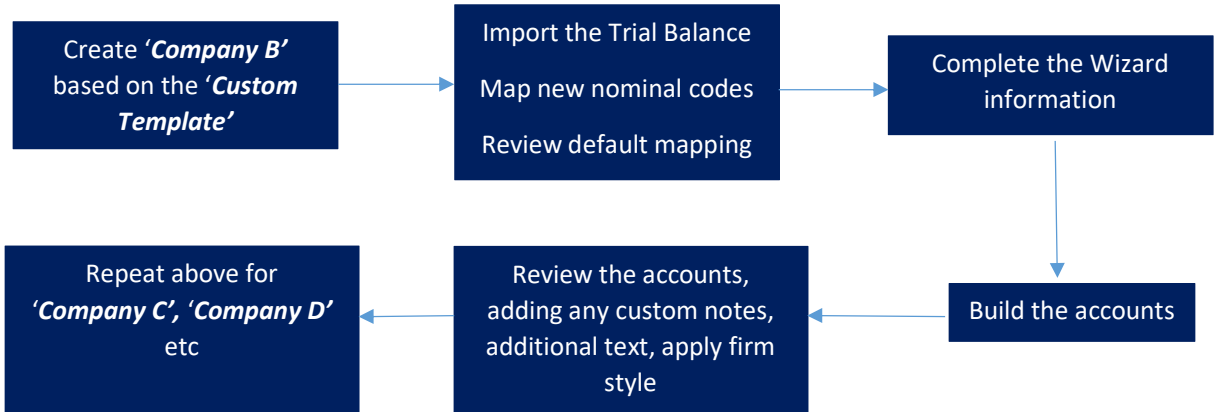 Create ‘Company B’
based on the ‘Custom
Template’
Import the Trial Balance
Map new nominal codes
Review default mapping
Complete the Wizard
information
Build the accounts
Review the accounts,
adding any custom notes,
additional text, apply firm
style
Repeat above for
‘Company C’, ‘Company D’
etc